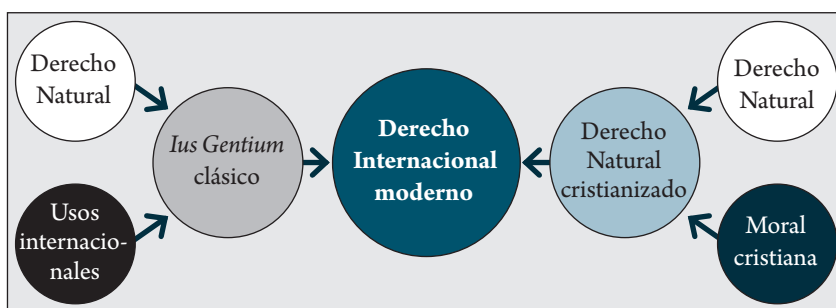 Derecho
Natural
Usos
internacio-
nales
Ius Gentium
clásico
Derecho
Internacional
moderno
Derecho
Natural
cristianizado
Derecho
Natural
Moral
cristiana